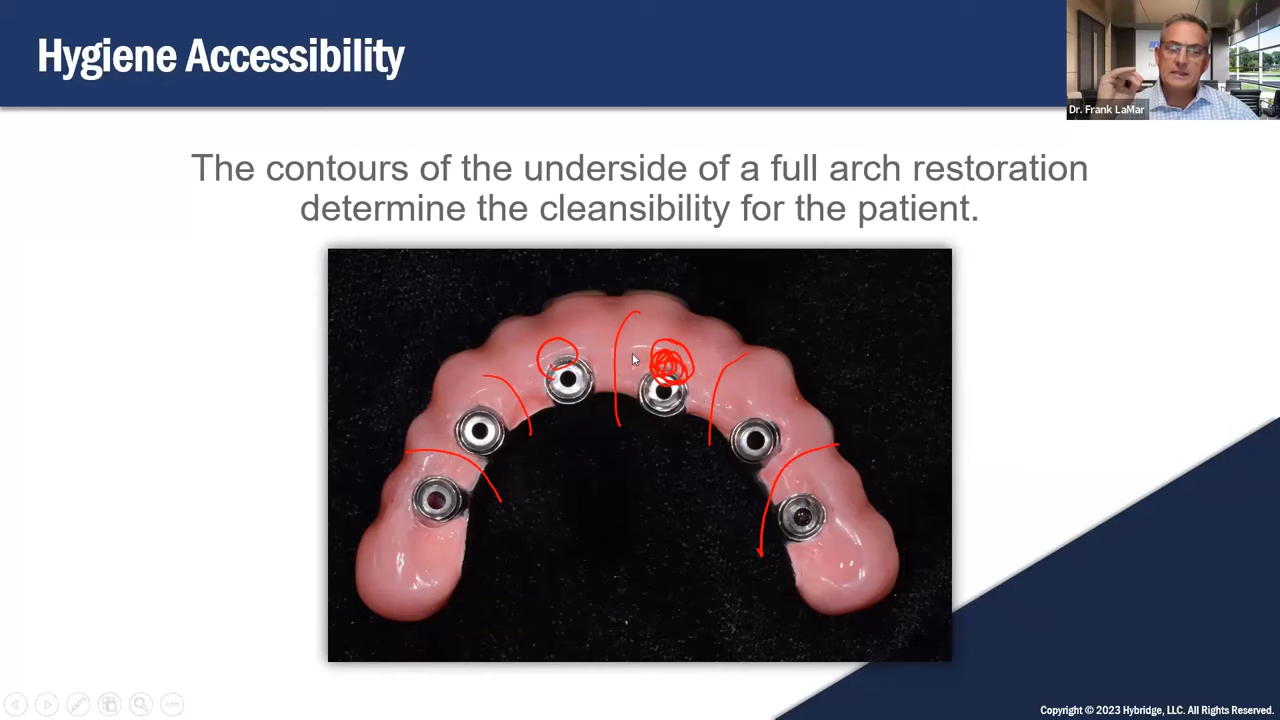 Hygiene Accessibility
Dr. Frank LaMar
The contours of the underside of a full arch restoration
determine the cleansibility for the patient.
Copyright © 2023 Hybridge, LLC. All Rights Reserved.